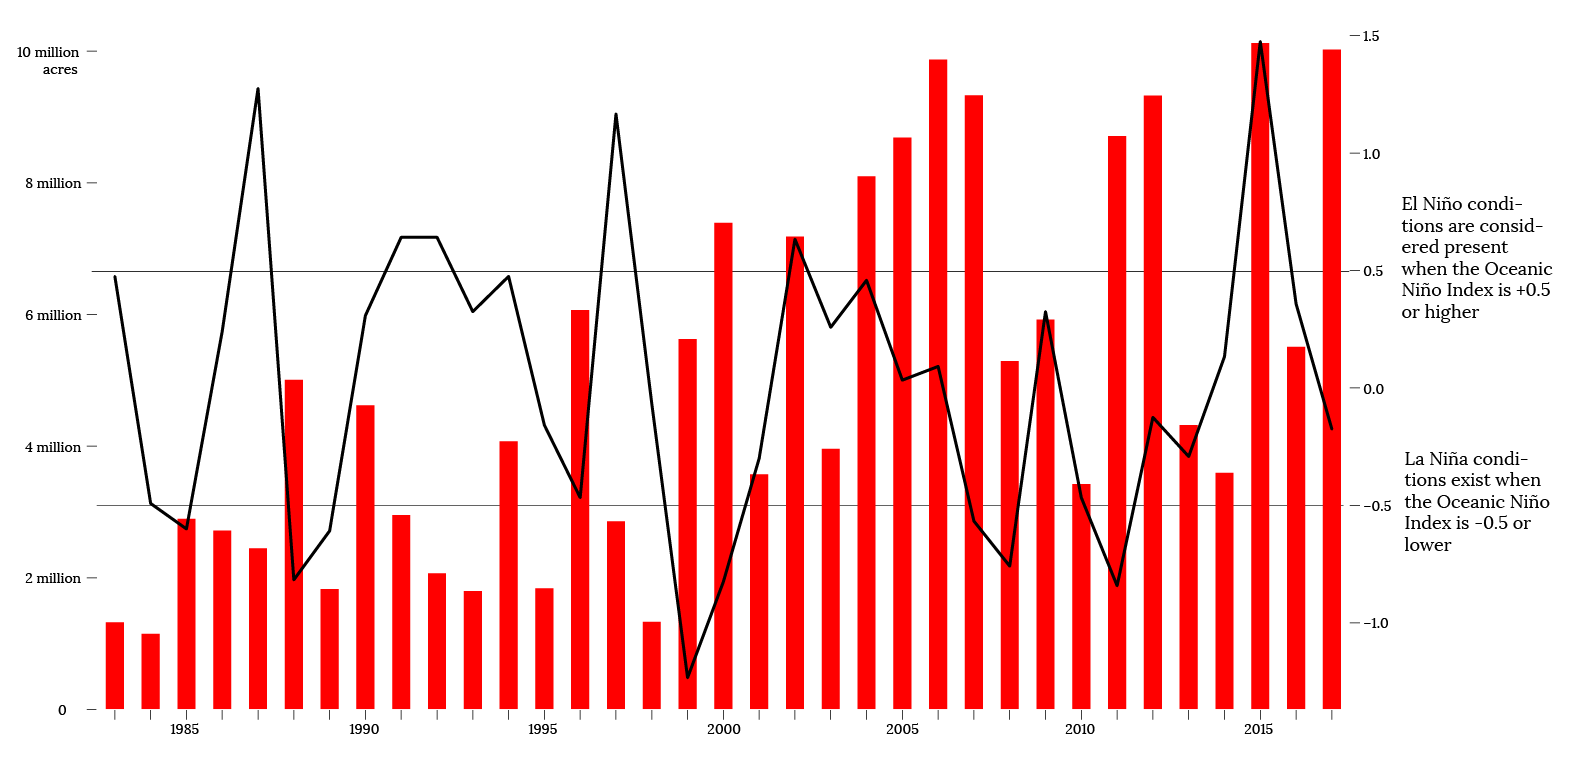 10 million
acres
8 million
6 million
4 million
2 million
0
1985
1990
1995
2000
2005
2010
2015
1.5
1.0
0.5
0.0
−0.5
−1.0
El Niño condi-
tions are consid-
ered present
when the Oceanic
Niño Index is +0.5
or higher
La Niña condi-
tions exist when
the Oceanic Niño
Index is -0.5 or
lower